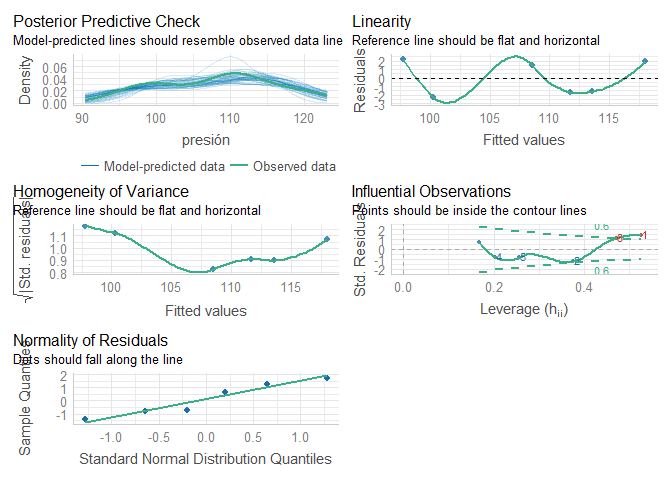 Posterior Predictive Check
Model-predicted lines should resemble observed data line
Density
0.06
0.04
0.02
0.00
90
100
110
120
presión
Model-predicted data
Observed data
Linearity
Reference line should be flat and horizontal
Residuals
2
1
0
-1
-2
-3
100
105
110
115
Fitted values
Homogeneity of Variance
Reference line should be flat and horizontal
√|Std. residuals|
1.1
1.0
0.9
0.8
100
105
110
115
Fitted values
Influential Observations
Points should be inside the contour lines
Std. Residuals
2
1
0
-1
-2
0.6
0.6
4
2
1
0.0
0.2
0.4
Leverage (hii)
Normality of Residuals
Dots should fall along the line
Sample Quantiles
2
1
0
-1
-1.0
-0.5
0.0
0.5
1.0
Standard Normal Distribution Quantiles